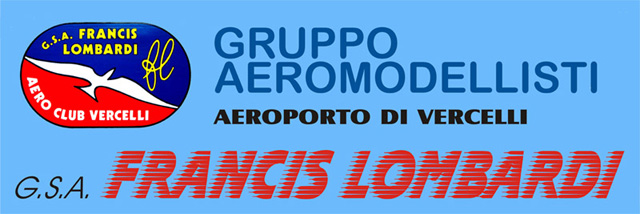 G.S.A. FRANCIS
LOMBARDI
fl
AERO CLUB VERCELLI
GRUPPO
AEROMODELLISTI
AEROPORTO DI VERCELLI
G.S.A. FRANCIS LOMBARDI